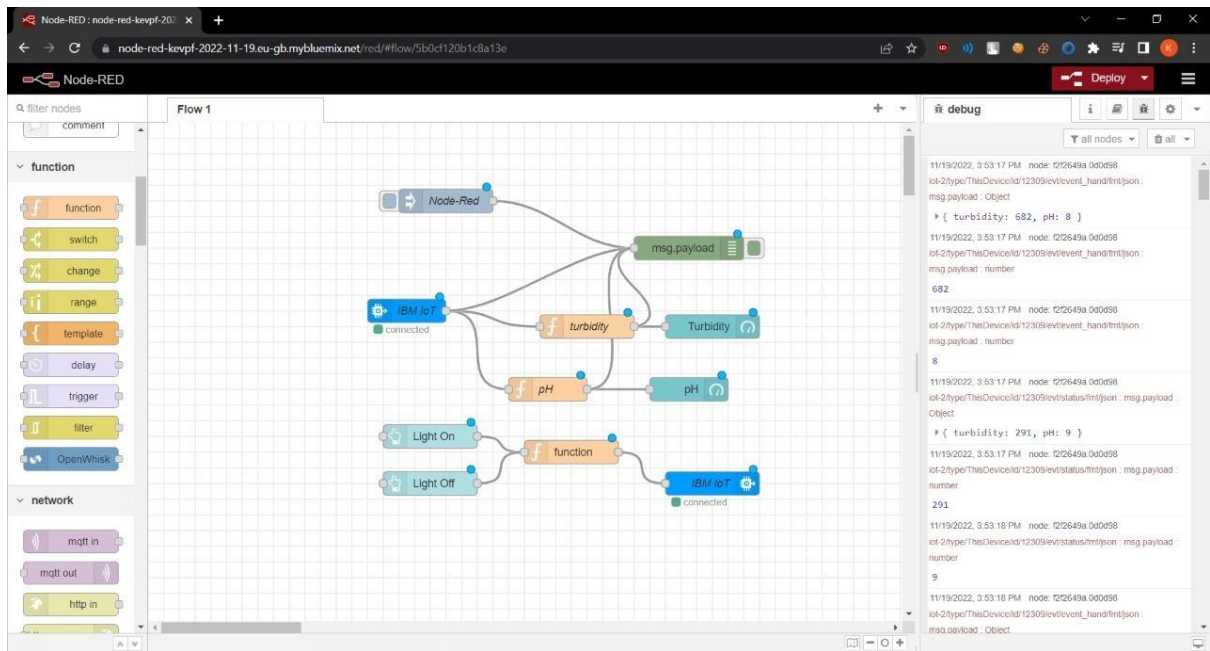 Node-RED : node-red-kevpf-202
node-red-kevpf-2022-11-19.eu-gb.mybluemix.net/red/#flow/5b0cf120b1c8a13e
K
Node-RED
Deploy
filter nodes
comment
function
function
switch
change
range
template
delay
trigger
filter
OpenWhisk
network
mqtt in
mqtt out
http in
Flow 1
Node-Red
msg.payload
IBM IoT
connected
turbidity
Turbidity
pH
pH
Light On
function
Light Off
IBM IoT
connected
debug
all nodes
all
11/19/2022, 3:53:17 PM node: f2f2649a.0d0d98
iot-2/type/ThisDevice/id/12309/evt/event_hand/fmt/json :
msg.payload : Object
{ turbidity: 682, pH: 8 }
11/19/2022, 3:53:17 PM node: f2f2649a.0d0d98
iot-2/type/ThisDevice/id/12309/evt/event_hand/fmt/json :
msg.payload : number
682
11/19/2022, 3:53:17 PM node: f2f2649a.0d0d98
iot-2/type/ThisDevice/id/12309/evt/event_hand/fmt/json :
msg.payload : number
8
11/19/2022, 3:53:17 PM node: f2f2649a.0d0d98
iot-2/type/ThisDevice/id/12309/evt/status/fmt/json : msg.payload :
Object
{ turbidity: 291, pH: 9 }
11/19/2022, 3:53:17 PM node: f2f2649a.0d0d98
iot-2/type/ThisDevice/id/12309/evt/status/fmt/json : msg.payload :
number
291
11/19/2022, 3:53:18 PM node: f2f2649a.0d0d98
iot-2/type/ThisDevice/id/12309/evt/status/fmt/json : msg.payload :
number
9
11/19/2022, 3:53:18 PM node: f2f2649a.0d0d98
iot-2/type/ThisDevice/id/12309/evt/event_hand/fmt/json :
msg.payload : Object